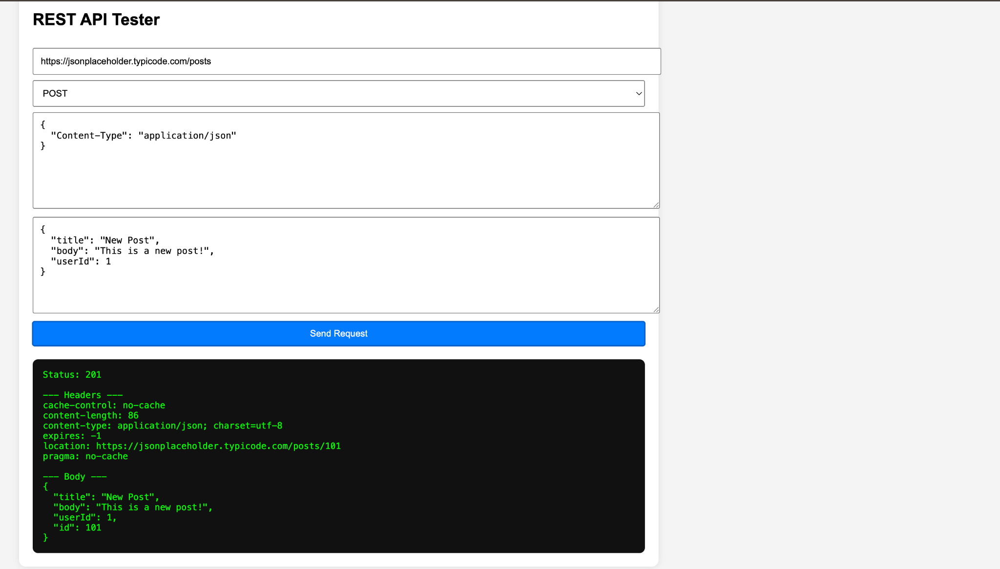 REST API Tester
https://jsonplaceholder.typicode.com/posts
POST
{
  "Content-Type": "application/json"
}
{
  "title": "New Post",
  "body": "This is a new post!",
  "userId": 1
}
Send Request
Status: 201
--- Headers ---
cache-control: no-cache
content-length: 86
content-type: application/json; charset=utf-8
expires: -1
location: https://jsonplaceholder.typicode.com/posts/101
pragma: no-cache
--- Body ---
{
  "title": "New Post",
  "body": "This is a new post!",
  "userId": 1,
  "id": 101
}